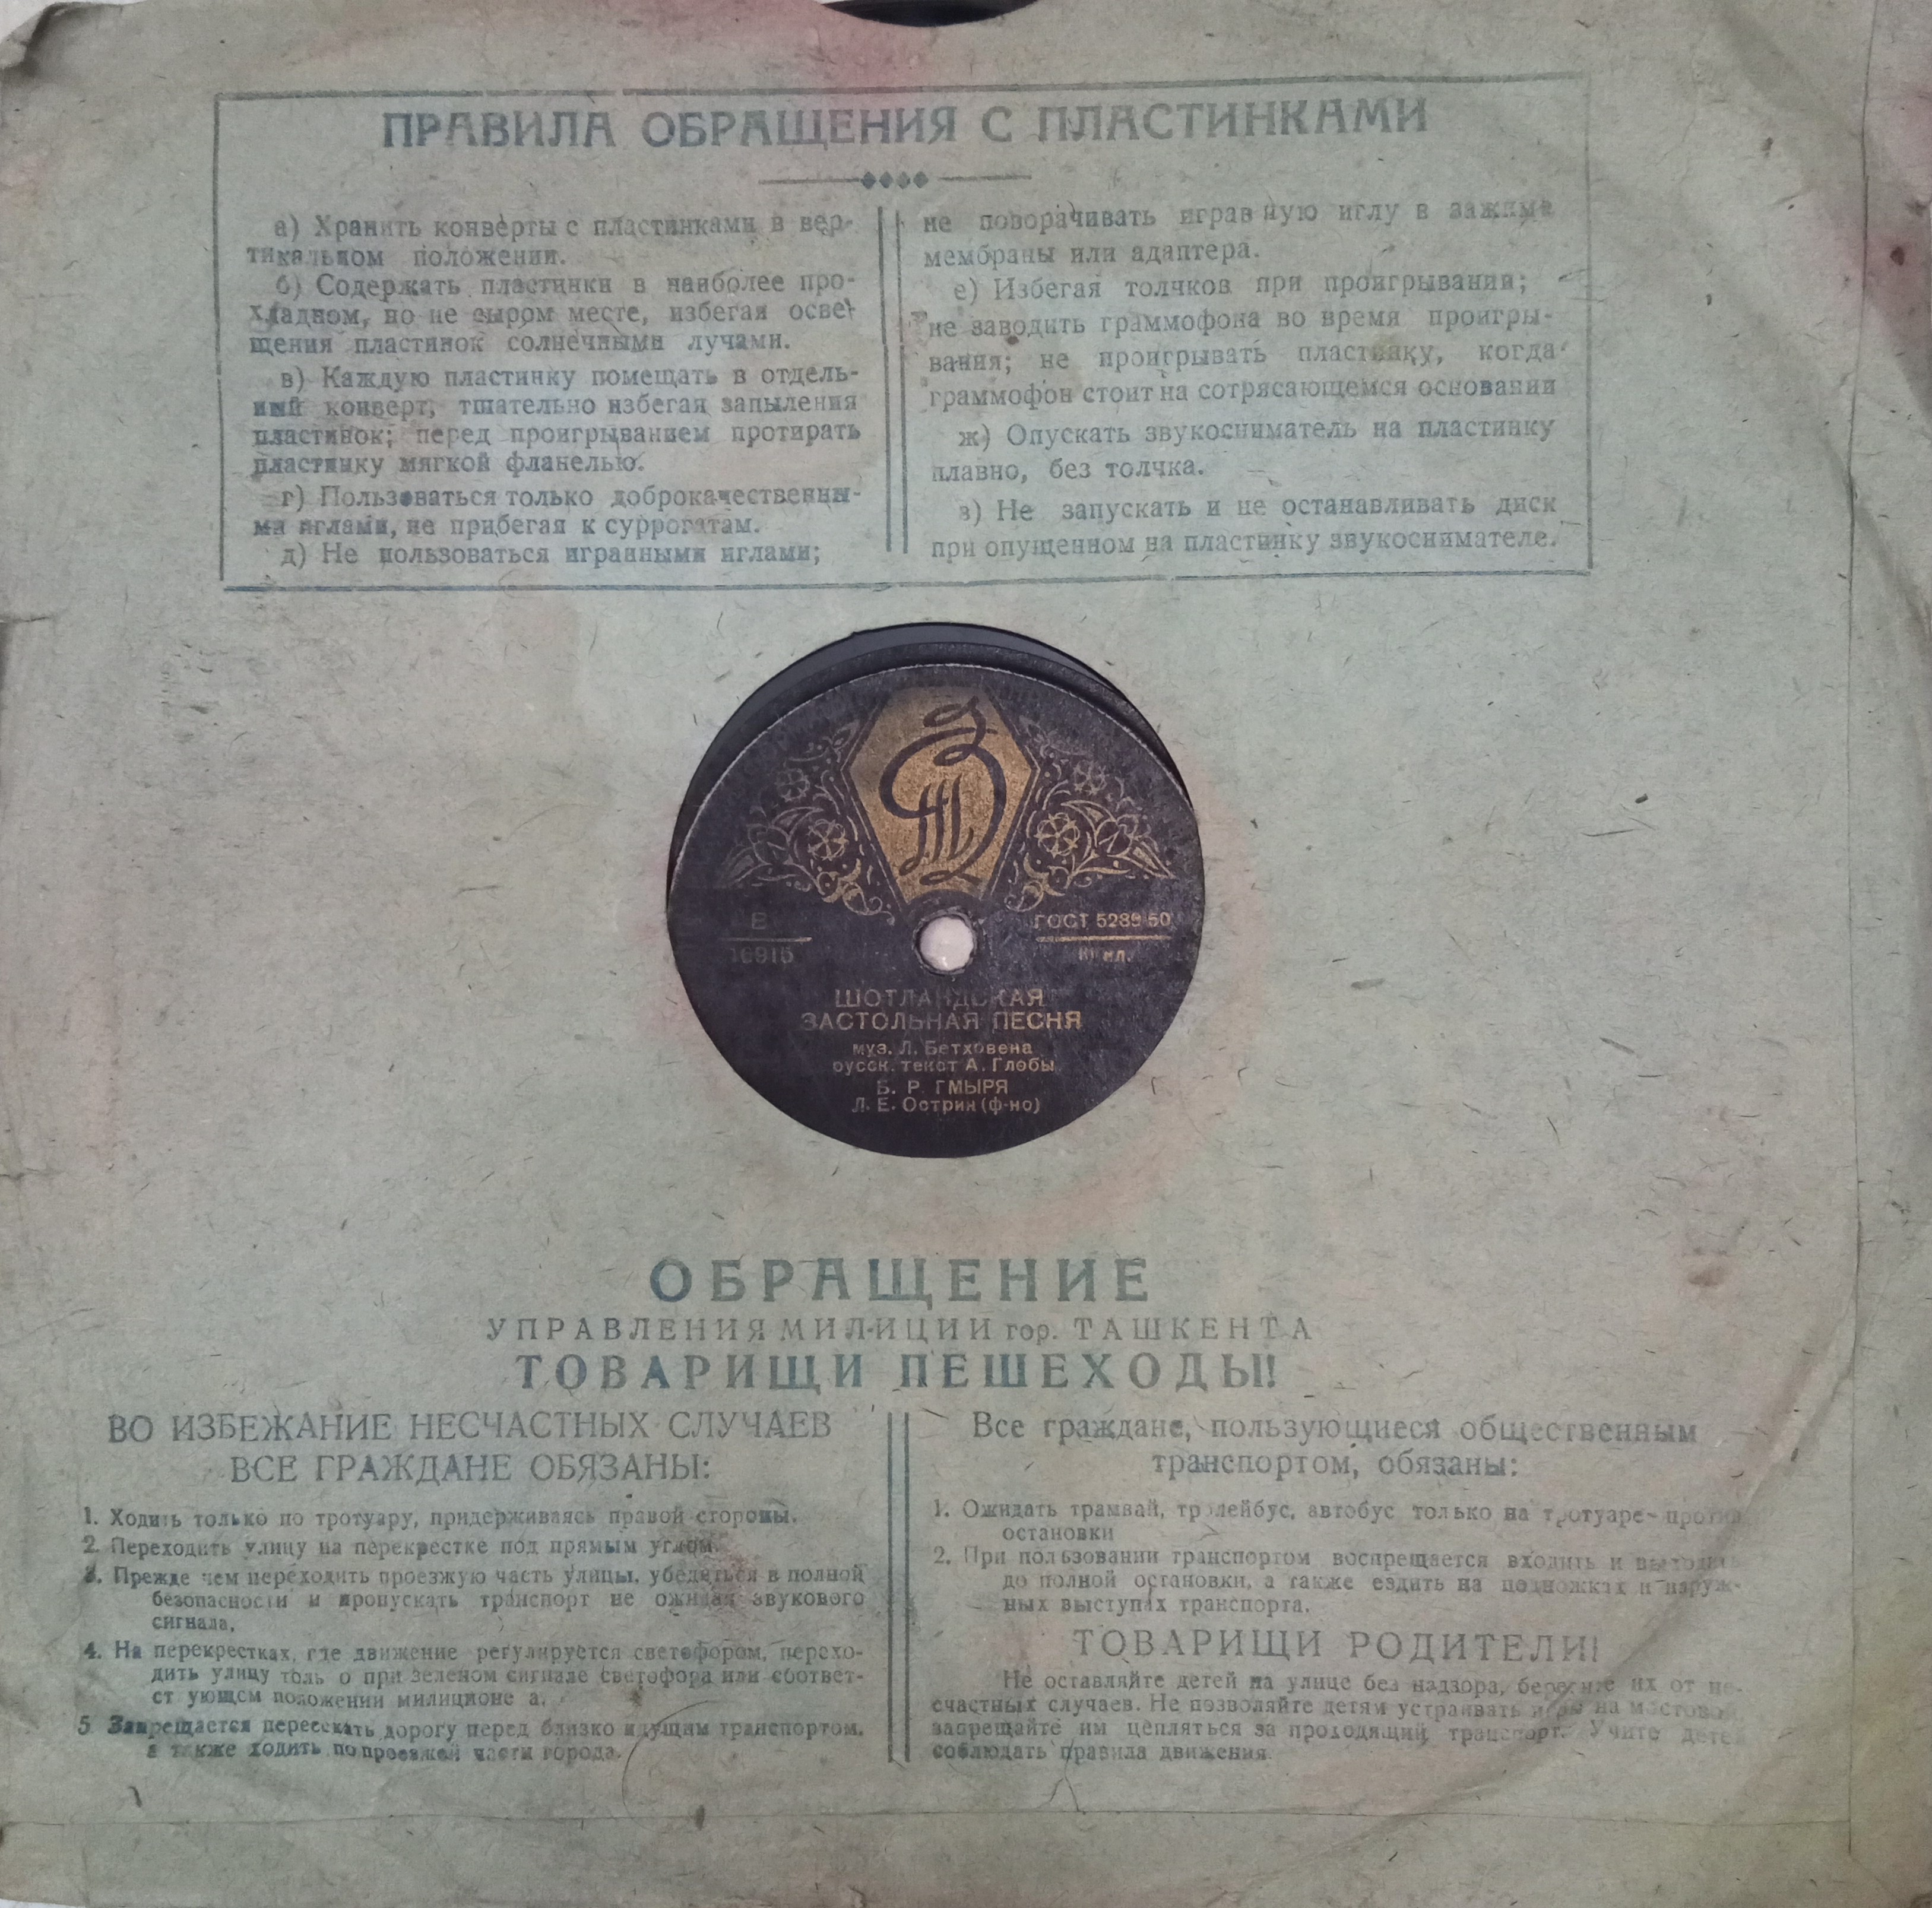 ПРАВИЛА ОБРАЩЕНИЯ С ПЛАСТИНКАМИ
а) Хранить конверты с пластинками в вер-
тикальном положении.
б) Содержать пластинки в наиболее про-
хладном, но не сыром месте, избегая осве-
щения пластинок солнечными лучами.
в) Каждую пластинку помещать в отдель-
ный конверт, тшательно избегая запыления
пластинок; перед проигрыванием протирать
пластинку мягкой фланелью.
г) Пользоваться только доброкачественны-
ми иглами, не прибегая к суррогатам.
д) Не пользоваться игранными иглами;
не поворачивать игранную иглу в зажиме
мембраны или адаптера.
е) Избегая толчков при проигрывании;
не заводить граммофона во время проигры-
вания; не проигрывать пластинку, когда
граммофон стоит на сотрясающемся основании
ж) Опускать звукосниматель на пластинку
плавно, без толчка.
з) Не запускать и не останавливать диск
при опущенном на пластинку звукоснимателе.
В
16915
ГОСТ 5289-50
ШОТЛАНДСКАЯ
ЗАСТОЛЬНАЯ ПЕСНЯ
муз. Л. Бетховена
русск. текст А. Глобы
Б. Р. ГМЫРЯ
Л. Е. Острин (ф-но)
ОБРАЩЕНИЕ
УПРАВЛЕНИЯ МИЛИЦИИ гор. ТАШКЕНТА
ТОВАРИЩИ ПЕШЕХОДЫ!
ВО ИЗБЕЖАНИЕ НЕСЧАСТНЫХ СЛУЧАЕВ
ВСЕ ГРАЖДАНЕ ОБЯЗАНЫ:
1. Ходить только по тротуару, придерживаясь правой стороны.
2. Переходить улицу на перекрестке под прямым углом.
3. Прежде чем переходить проезжую часть улицы, убедиться в полной
безопасности и пропускать транспорт не ожидая звукового
сигнала.
4. На перекрестках, где движение регулируется светофором, перехо-
дить улицу толь о при зеленом сигнале светофора или соответ-
ст ующем положении милиционе а.
5 Запрещается пересекать дорогу перед близко идущим транспортом,
а также ходить по проезжей части города.
Все граждане, пользующиеся общественным
транспортом, обязаны:
1. Ожидать трамвай, троллейбус, автобус только на тротуаре- против
остановки
2. При пользовании транспортом воспрещается входить и выходить
до полной остановки, а также ездить на подножках и наруж-
ных выступах транспорта.
ТОВАРИЩИ РОДИТЕЛИ!
Не оставляйте детей на улице без надзора, берегите их от не-
счастных случаев. Не позволяйте детям устраивать игры на мостовой,
запрещайте им цепляться за проходящий транспорт. Учите детей
соблюдать правила движения.